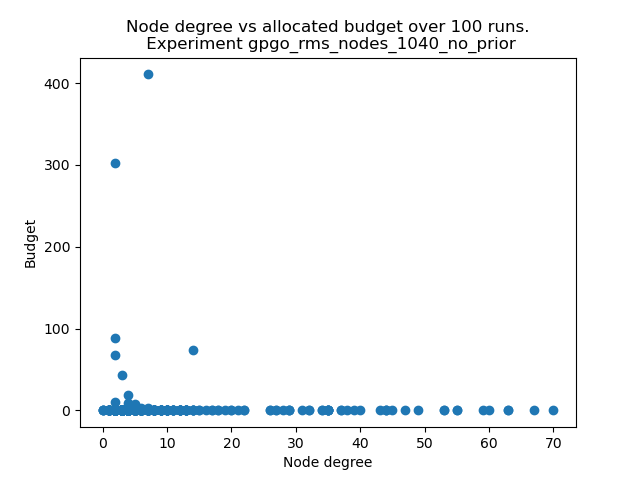 Node degree vs allocated budget over 100 runs.
Experiment gpgo_rms_nodes_1040_no_prior
400
300
200
100
0
Budget
0 10 20 30 40 50 60 70
Node degree